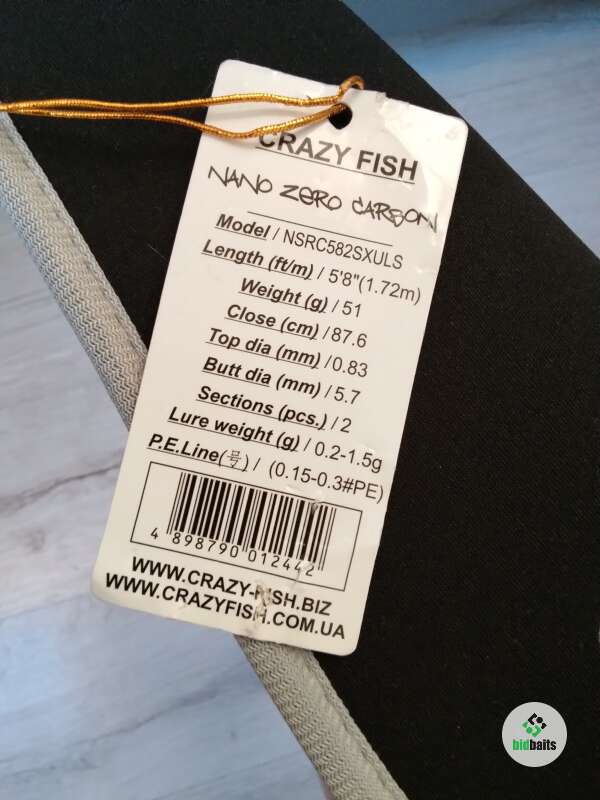 CRAZY FISH
NANO ZERO CARBON
Model / NSRC582SXULS
Length (ft/m) / 5'8"(1.72m)
Weight (g) / 51
Close (cm) / 87.6
Top dia (mm) / 0.83
Butt dia (mm) / 5.7
Sections (pcs.) / 2
Lure weight (g) / 0.2-1.5g
P.E.Line(号) / (0.15-0.3#PE)
4 898790 012442
WWW.CRAZY-FISH.BIZ
WWW.CRAZYFISH.COM.UA
bidbaits